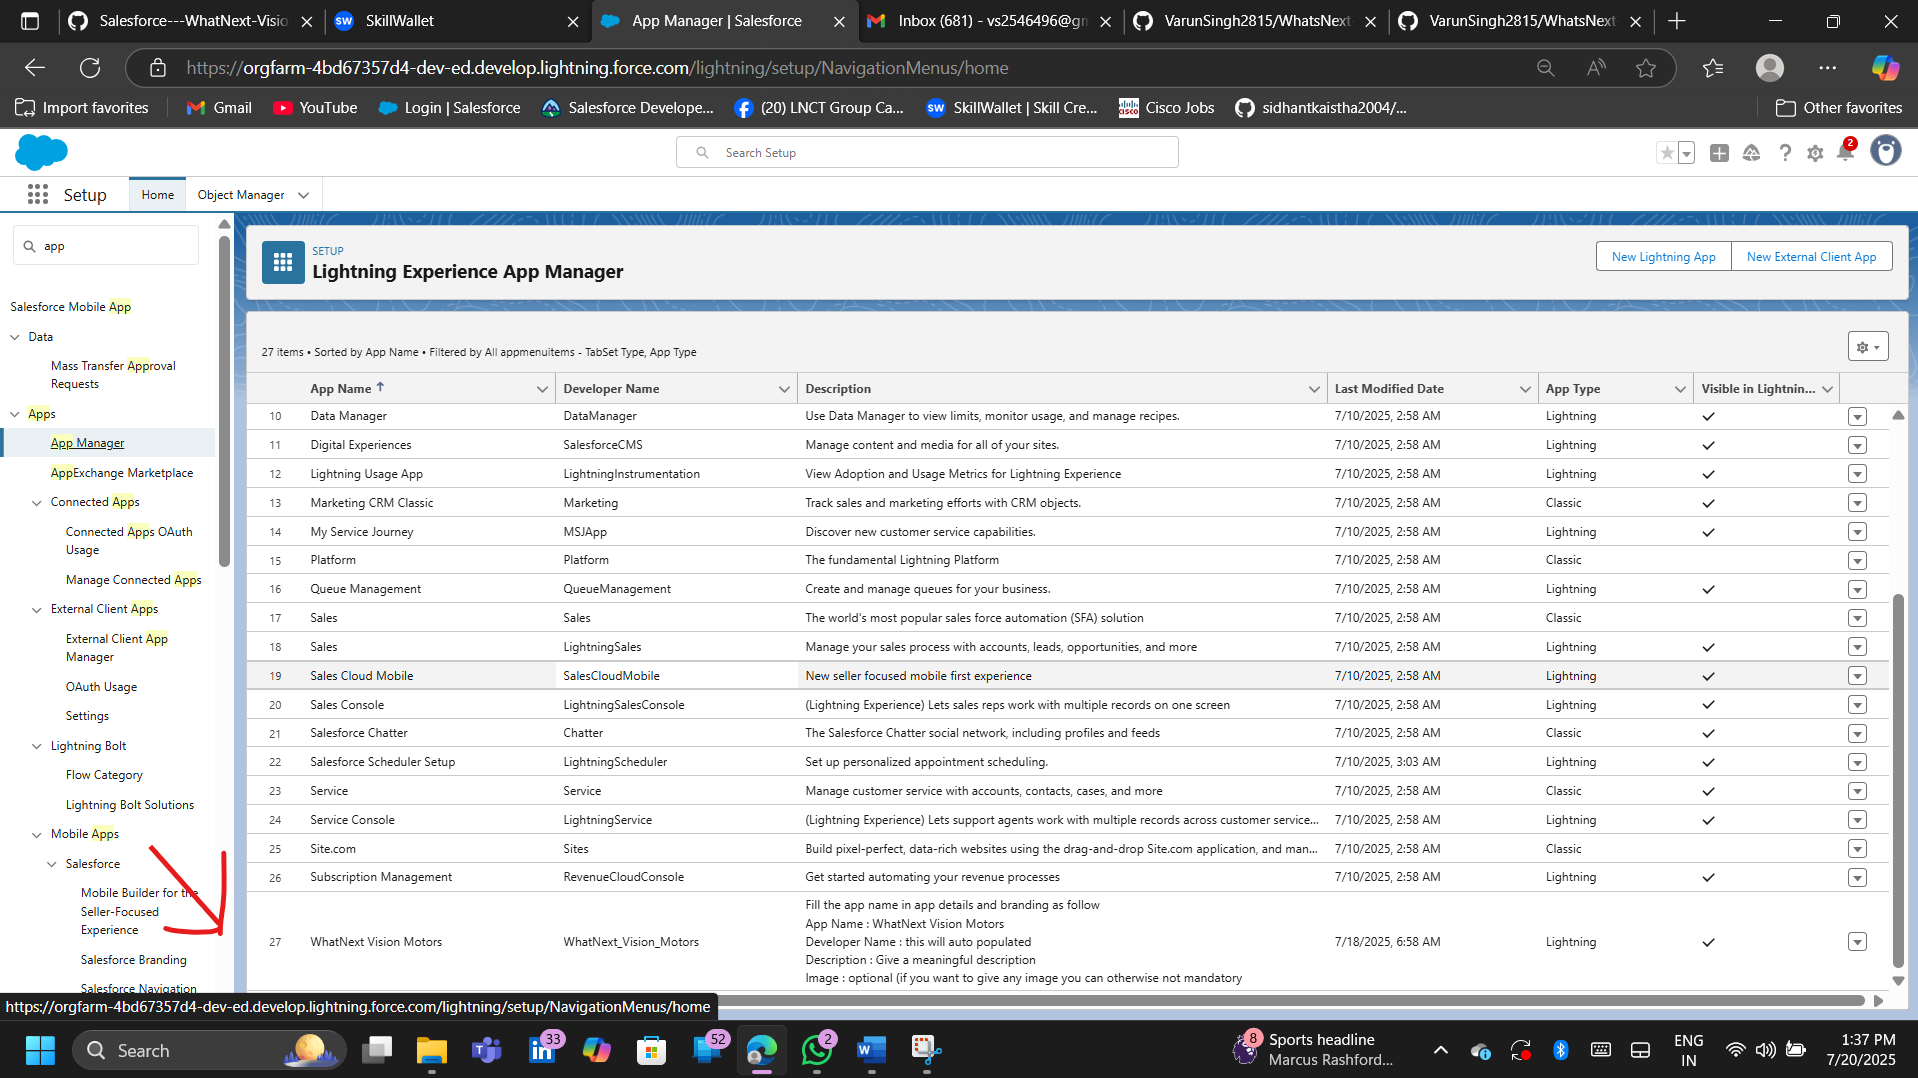 Salesforce---WhatNext-Visio
SkillWallet
App Manager | Salesforce
Inbox (681) - vs2546496@gm
VarunSingh2815/WhatsNext-
VarunSingh2815/WhatsNext-
https://orgfarm-4bd67357d4-dev-ed.develop.lightning.force.com/lightning/setup/NavigationMenus/home
Import favorites
Gmail
YouTube
Login | Salesforce
Salesforce Develope...
(20) LNCT Group Ca...
SkillWallet | Skill Cre...
Cisco Jobs
sidhantkaistha2004/...
Other favorites
Search Setup
2
Setup
Home
Object Manager
app
Salesforce Mobile App
Data
Mass Transfer Approval
Requests
Apps
App Manager
AppExchange Marketplace
Connected Apps
Connected Apps OAuth
Usage
Manage Connected Apps
External Client Apps
External Client App
Manager
OAuth Usage
Settings
Lightning Bolt
Flow Category
Lightning Bolt Solutions
Mobile Apps
Salesforce
Mobile Builder for the
Seller-Focused
Experience
Salesforce Branding
Salesforce Navigation
SETUP
Lightning Experience App Manager
New Lightning App
New External Client App
27 items • Sorted by App Name • Filtered by All appmenuitems - TabSet Type, App Type
App Name ↑ Developer Name Description Last Modified Date App Type Visible in Lightnin...
10 Data Manager DataManager Use Data Manager to view limits, monitor usage, and manage recipes. 7/10/2025, 2:58 AM Lightning
11 Digital Experiences SalesforceCMS Manage content and media for all of your sites. 7/10/2025, 2:58 AM Lightning
12 Lightning Usage App LightningInstrumentation View Adoption and Usage Metrics for Lightning Experience 7/10/2025, 2:58 AM Lightning
13 Marketing CRM Classic Marketing Track sales and marketing efforts with CRM objects. 7/10/2025, 2:58 AM Classic
14 My Service Journey MSJApp Discover new customer service capabilities. 7/10/2025, 2:58 AM Lightning
15 Platform Platform The fundamental Lightning Platform 7/10/2025, 2:58 AM Classic
16 Queue Management QueueManagement Create and manage queues for your business. 7/10/2025, 2:58 AM Lightning
17 Sales Sales The world's most popular sales force automation (SFA) solution 7/10/2025, 2:58 AM Classic
18 Sales LightningSales Manage your sales process with accounts, leads, opportunities, and more 7/10/2025, 2:58 AM Lightning
19 Sales Cloud Mobile SalesCloudMobile New seller focused mobile first experience 7/10/2025, 2:58 AM Lightning
20 Sales Console LightningSalesConsole (Lightning Experience) Lets sales reps work with multiple records on one screen 7/10/2025, 2:58 AM Lightning
21 Salesforce Chatter Chatter The Salesforce Chatter social network, including profiles and feeds 7/10/2025, 2:58 AM Classic
22 Salesforce Scheduler Setup LightningScheduler Set up personalized appointment scheduling. 7/10/2025, 3:03 AM Lightning
23 Service Service Manage customer service with accounts, contacts, cases, and more 7/10/2025, 2:58 AM Classic
24 Service Console LightningService (Lightning Experience) Lets support agents work with multiple records across customer service... 7/10/2025, 2:58 AM Lightning
25 Site.com Sites Build pixel-perfect, data-rich websites using the drag-and-drop Site.com application, and man... 7/10/2025, 2:58 AM Classic
26 Subscription Management RevenueCloudConsole Get started automating your revenue processes 7/10/2025, 2:58 AM Lightning
Fill the app name in app details and branding as follow
App Name : WhatNext Vision Motors
27 WhatNext Vision Motors WhatNext_Vision_Motors Developer Name : this will auto populated 7/18/2025, 6:58 AM Lightning
Description : Give a meaningful description
Image : optional (if you want to give any image you can otherwise not mandatory
https://orgfarm-4bd67357d4-dev-ed.develop.lightning.force.com/lightning/setup/NavigationMenus/home
Search
33
52
2
8
Sports headline
Marcus Rashford...
ENG
IN
1:37 PM
7/20/2025